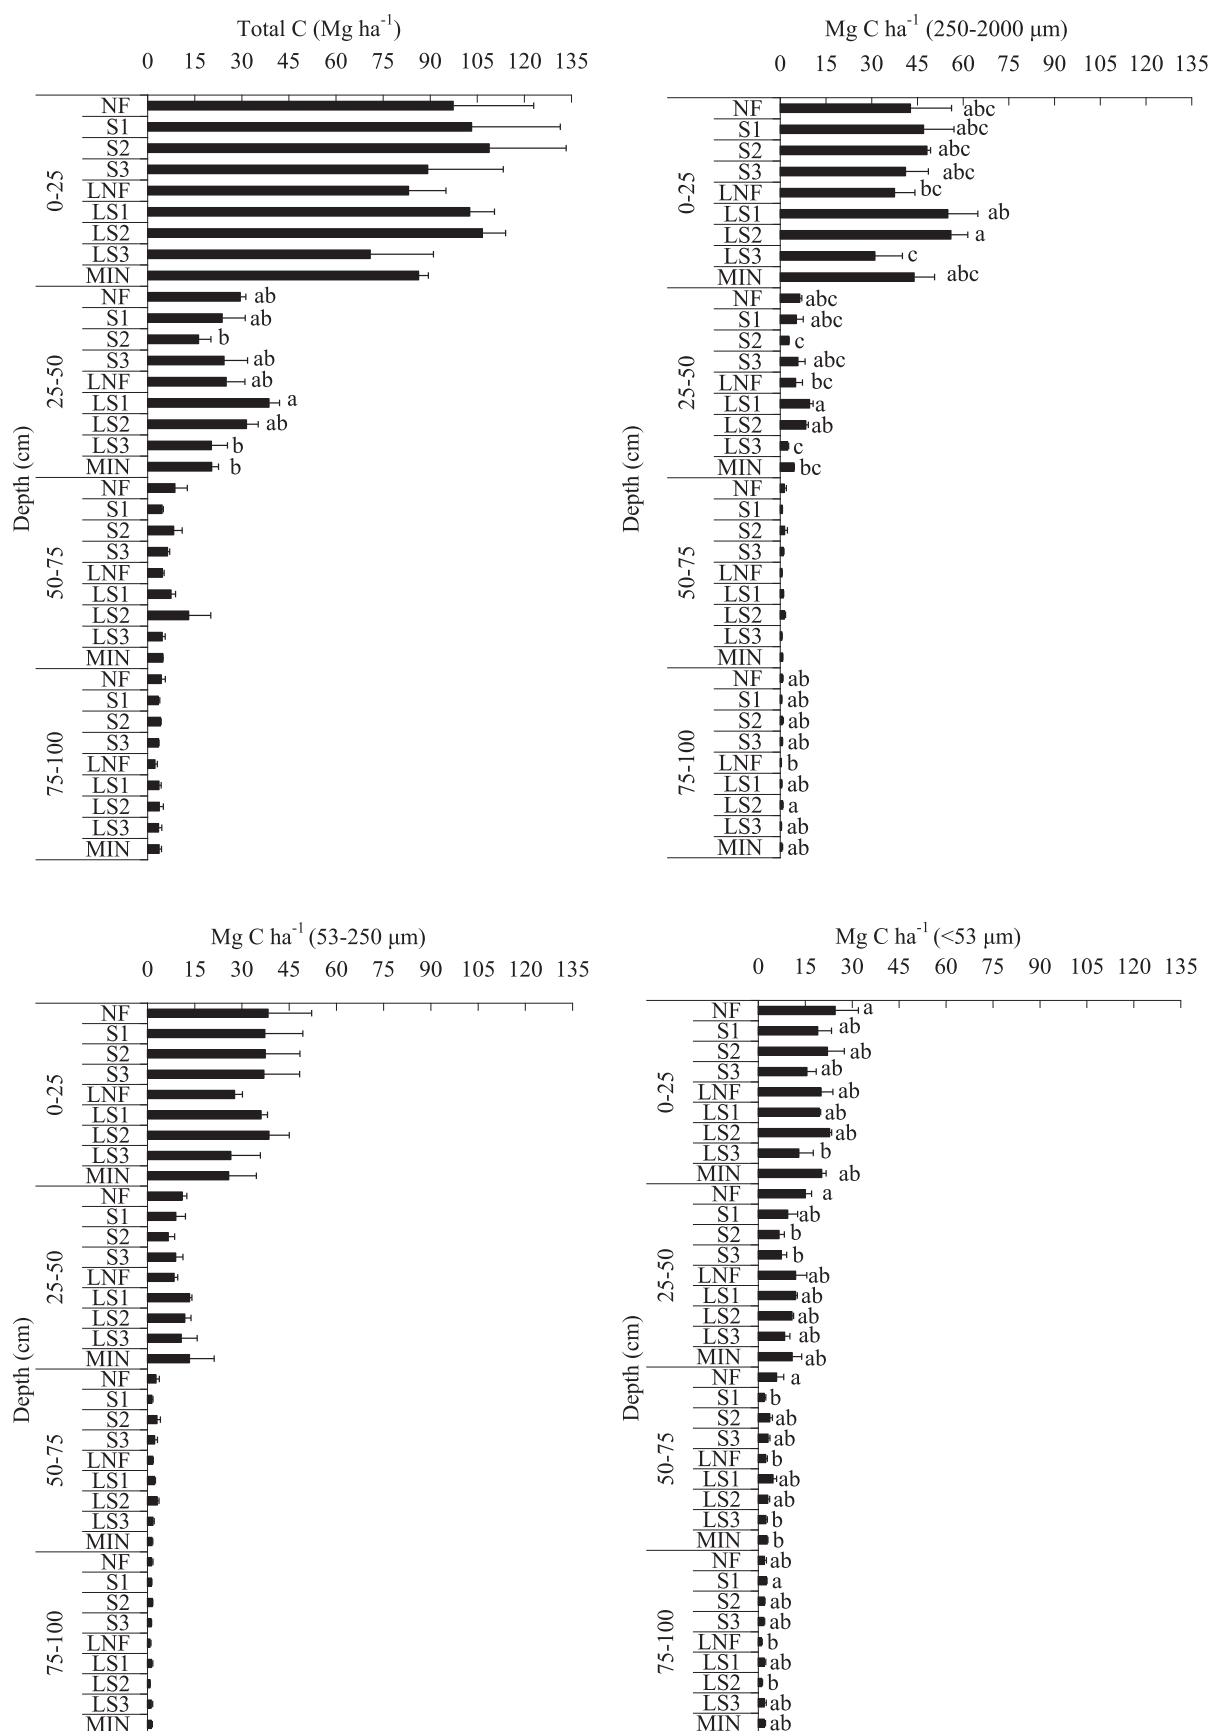 Total C (Mg ha-1)
0 15 30 45 60 75 90 105 120 135
Depth (cm)
0-25
NF
S1
S2
S3
LNF
LS1
LS2
LS3
MIN
25-50
NF ab
S1 ab
S2 b
S3 ab
LNF ab
LS1 a
LS2 ab
LS3 b
MIN b
50-75
NF
S1
S2
S3
LNF
LS1
LS2
LS3
MIN
75-100
NF
S1
S2
S3
LNF
LS1
LS2
LS3
MIN
Mg C ha-1 (250-2000 µm)
0 15 30 45 60 75 90 105 120 135
Depth (cm)
0-25
NF abc
S1 abc
S2 abc
S3 abc
LNF bc
LS1 ab
LS2 a
LS3 c
MIN abc
25-50
NF abc
S1 abc
S2 c
S3 abc
LNF bc
LS1 a
LS2 ab
LS3 c
MIN bc
50-75
NF
S1
S2
S3
LNF
LS1
LS2
LS3
MIN
75-100
NF ab
S1 ab
S2 ab
S3 ab
LNF b
LS1 ab
LS2 a
LS3 ab
MIN ab
Mg C ha-1 (53-250 µm)
0 15 30 45 60 75 90 105 120 135
Depth (cm)
0-25
NF
S1
S2
S3
LNF
LS1
LS2
LS3
MIN
25-50
NF
S1
S2
S3
LNF
LS1
LS2
LS3
MIN
50-75
NF
S1
S2
S3
LNF
LS1
LS2
LS3
MIN
75-100
NF
S1
S2
S3
LNF
LS1
LS2
LS3
MIN
Mg C ha-1 (<53 µm)
0 15 30 45 60 75 90 105 120 135
Depth (cm)
0-25
NF a
S1 ab
S2 ab
S3 ab
LNF ab
LS1 ab
LS2 ab
LS3 b
MIN ab
25-50
NF a
S1 ab
S2 b
S3 b
LNF ab
LS1 ab
LS2 ab
LS3 ab
MIN ab
50-75
NF a
S1 b
S2 ab
S3 ab
LNF b
LS1 ab
LS2 ab
LS3 b
MIN b
75-100
NF ab
S1 a
S2 ab
S3 ab
LNF b
LS1 ab
LS2 b
LS3 ab
MIN ab